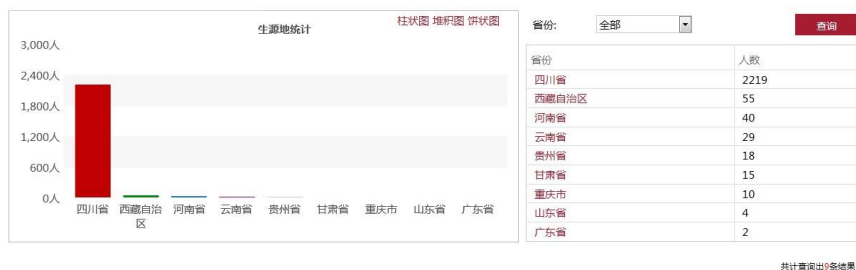 生源地统计
柱状图 堆积图 饼状图
3,000人
2,400人
1,800人
1,200人
600人
0人
四川省 西藏自治区 河南省 云南省 贵州省 甘肃省 重庆市 山东省 广东省
省份: 全部 查询
省份 人数
四川省 2219
西藏自治区 55
河南省 40
云南省 29
贵州省 18
甘肃省 15
重庆市 10
山东省 4
广东省 2
共计查询出9条结果